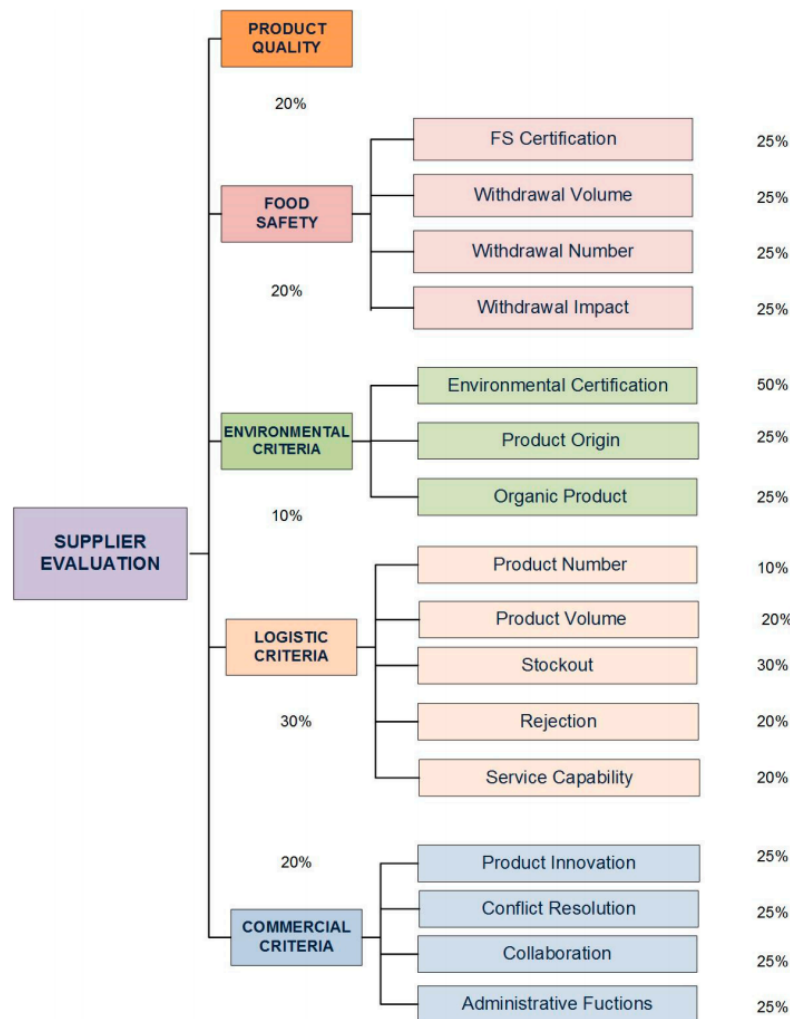 PRODUCT
QUALITY
20%
FS Certification
25%
Withdrawal Volume
25%
FOOD
SAFETY
Withdrawal Number
25%
20%
Withdrawal Impact
25%
Environmental Certification
50%
ENVIRONMENTAL
CRITERIA
Product Origin
25%
Organic Product
25%
10%
SUPPLIER
EVALUATION
Product Number
10%
Product Volume
20%
LOGISTIC
CRITERIA
Stockout
30%
30%
Rejection
20%
Service Capability
20%
20%
Product Innovation
25%
Conflict Resolution
25%
COMMERCIAL
CRITERIA
Collaboration
25%
Administrative Fuctions
25%